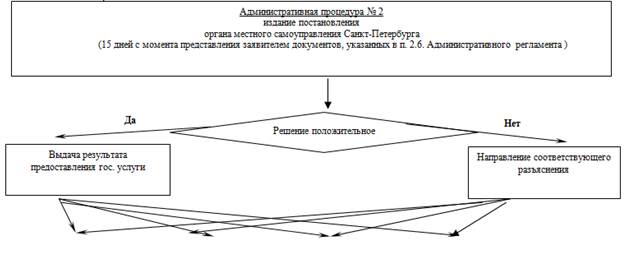 Административная процедура № 2
издание постановления
органа местного самоуправления Санкт-Петербурга
(15 дней с момента представления заявителем документов, указанных в п. 2.6. Административного регламента )
Да
Решение положительное
Нет
Выдача результата
предоставления гос. услуги
Направление соответствующего
разъяснения